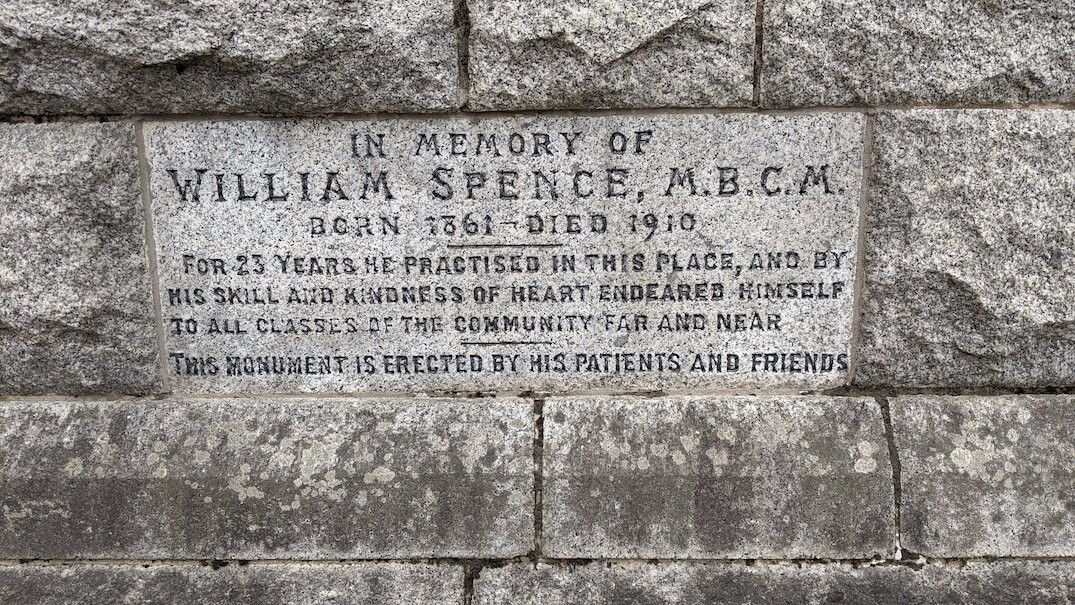 IN MEMORY OF
WILLIAM SPENCE, M.B.C.M.
BORN 1861 - DIED 1910
FOR 23 YEARS HE PRACTISED IN THIS PLACE, AND BY
HIS SKILL AND KINDNESS OF HEART ENDEARED HIMSELF
TO ALL CLASSES OF THE COMMUNITY FAR AND NEAR
THIS MONUMENT IS ERECTED BY HIS PATIENTS AND FRIENDS